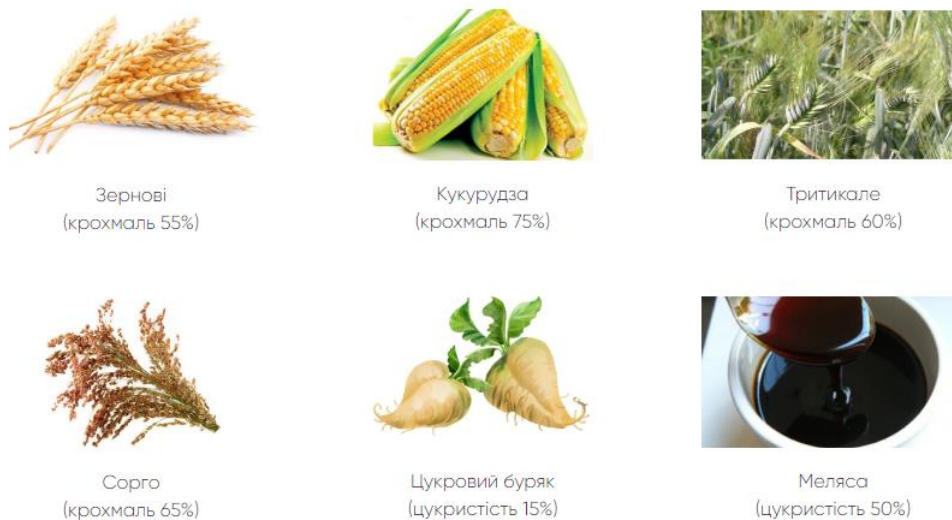 Зернові
(крохмаль 55%)
Кукурудза
(крохмаль 75%)
Тритикале
(крохмаль 60%)
Сорго
(крохмаль 65%)
Цукровий буряк
(цукристість 15%)
Меляса
(цукристість 50%)